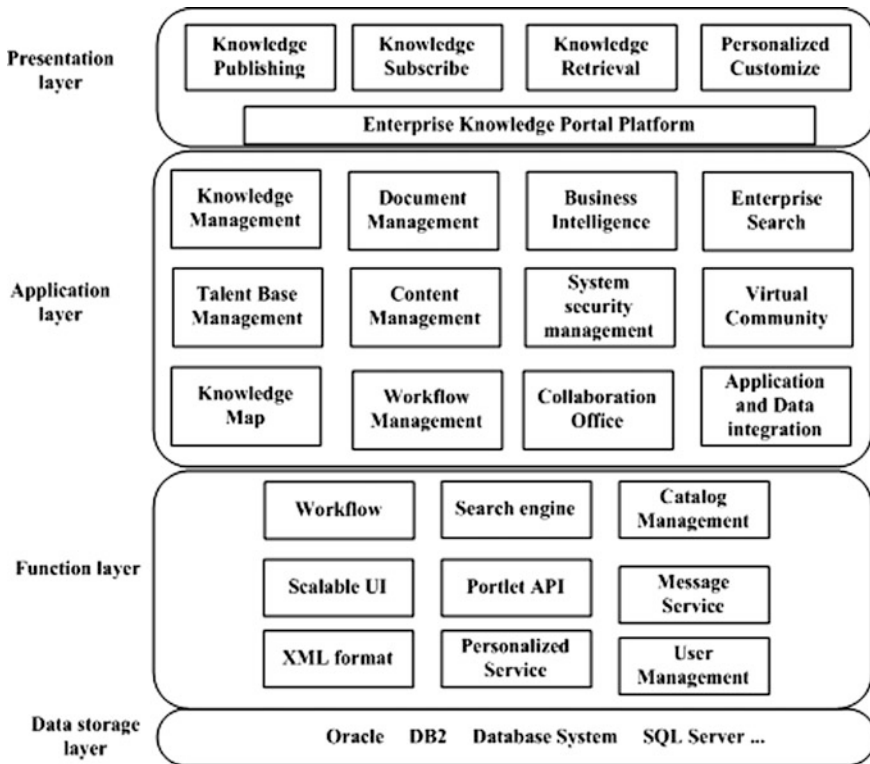 Presentation
layer
Knowledge
Publishing
Knowledge
Subscribe
Knowledge
Retrieval
Personalized
Customize
Enterprise Knowledge Portal Platform
Application
layer
Knowledge
Management
Document
Management
Business
Intelligence
Enterprise
Search
Talent Base
Management
Content
Management
System
security
management
Virtual
Community
Knowledge
Map
Workflow
Management
Collaboration
Office
Application
and Data
integration
Function layer
Workflow
Search engine
Catalog
Management
Scalable UI
Portlet API
Message
Service
XML format
Personalized
Service
User
Management
Data storage
layer
Oracle DB2 Database System SQL Server ...